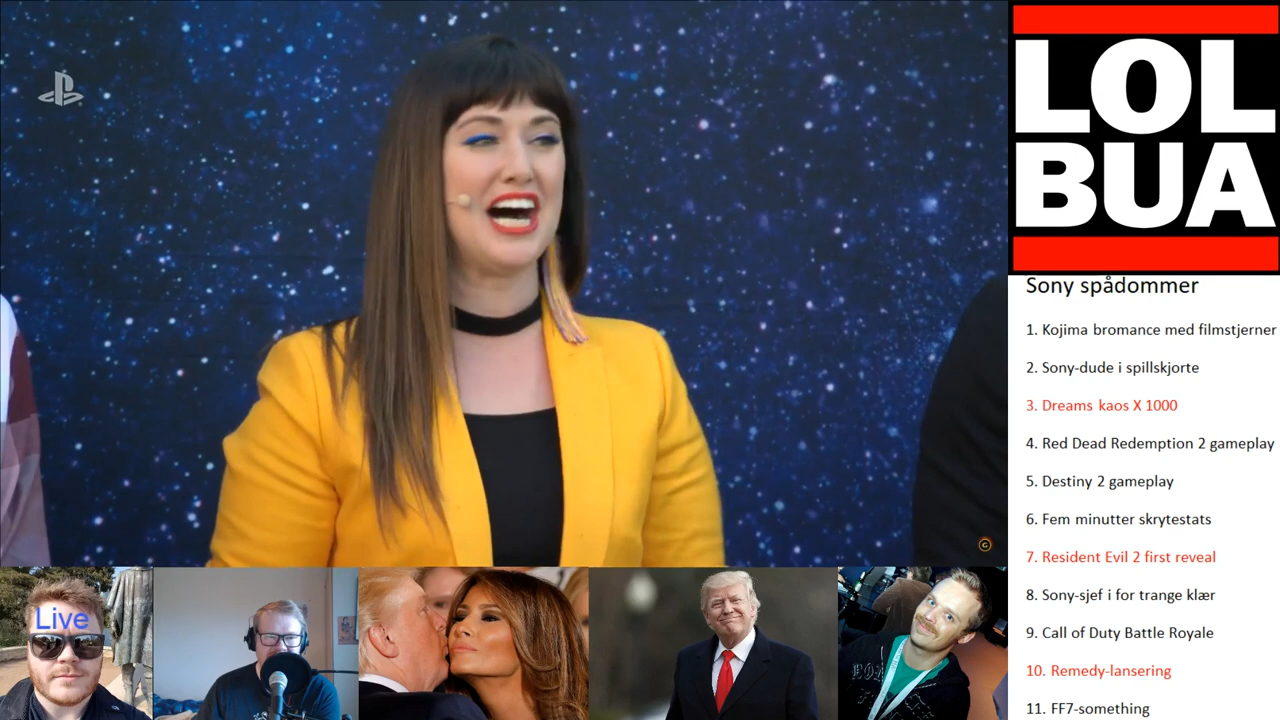 LOL
BUA
Sony spådommer
1. Kojima bromance med filmstjerner
2. Sony-dude i spillskjorte
3. Dreams kaos X 1000
4. Red Dead Redemption 2 gameplay
5. Destiny 2 gameplay
6. Fem minutter skrytestats
7. Resident Evil 2 first reveal
8. Sony-sjef i for trange klær
9. Call of Duty Battle Royale
10. Remedy-lansering
11. FF7-something
Live